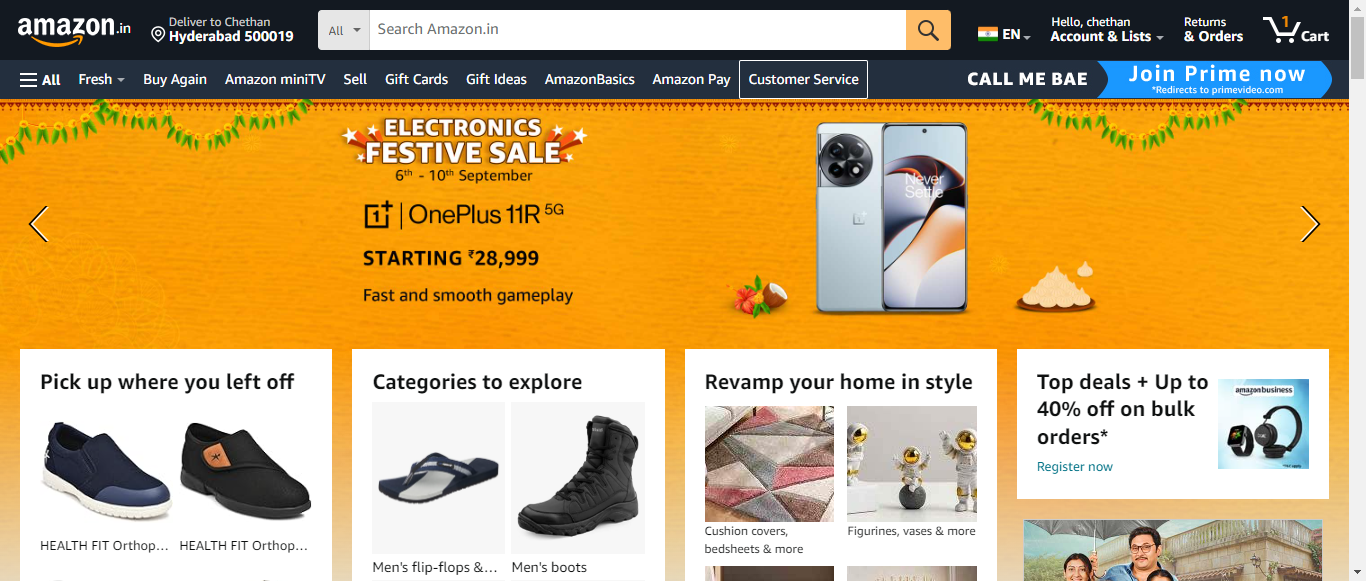 amazon.in
Deliver to Chethan
Hyderabad 500019
All
Search Amazon.in
EN
Hello, chethan
Account & Lists
Returns
& Orders
1
Cart
All
Fresh
Buy Again
Amazon miniTV
Sell
Gift Cards
Gift Ideas
AmazonBasics
Amazon Pay
Customer Service
CALL ME BAE
Join Prime now
*Redirects to primevideo.com
ELECTRONICS
FESTIVE SALE
6th - 10th September
1+ | OnePlus 11R 5G
STARTING ₹28,999
Fast and smooth gameplay
Never
Settle
Pick up where you left off
HEALTH FIT Orthop...
HEALTH FIT Orthop...
Categories to explore
Men's flip-flops &...
Men's boots
Revamp your home in style
Cushion covers,
bedsheets & more
Figurines, vases & more
Top deals + Up to
40% off on bulk
orders*
Register now
amazonbusiness